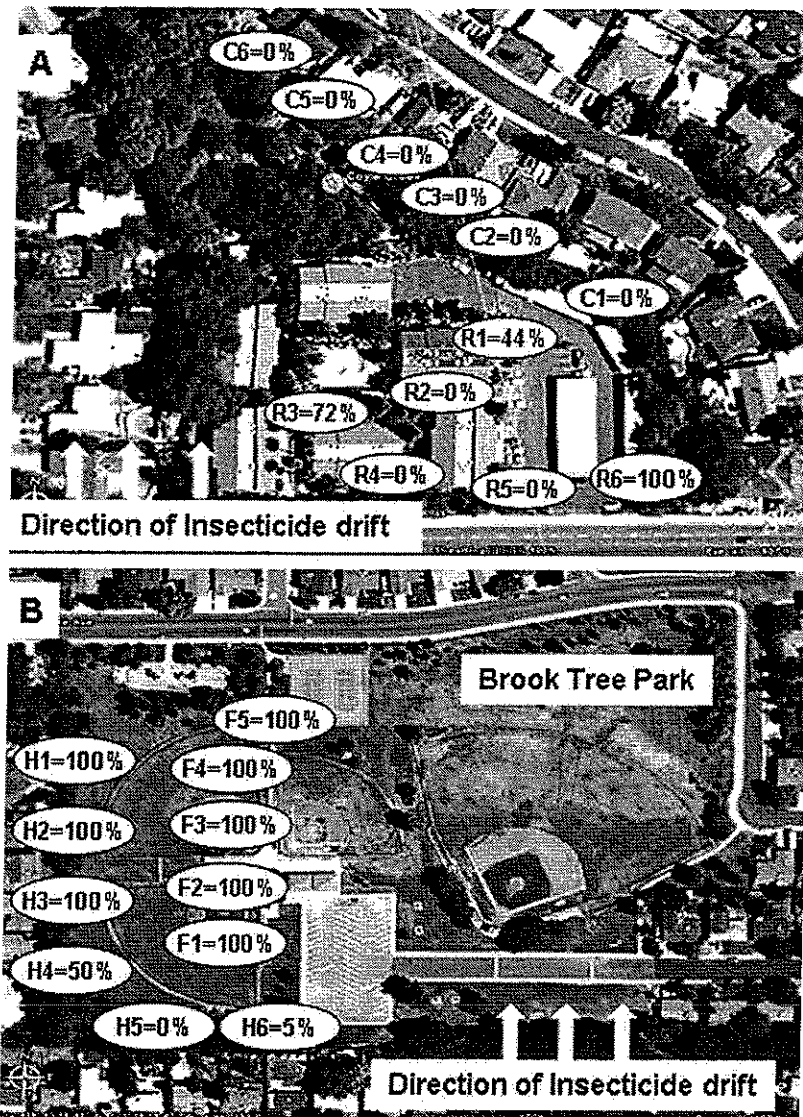 A
C6=0%
C5=0%
C4=0%
C3=0%
C2=0%
C1=0%
R1=44%
R2=0%
R3=72%
R4=0%
R5=0%
R6=100%
Direction of Insecticide drift
B
Brook Tree Park
F5=100%
H1=100%
F4=100%
H2=100%
F3=100%
F2=100%
H3=100%
F1=100%
H4=50%
H5=0%
H6=5%
Direction of Insecticide drift